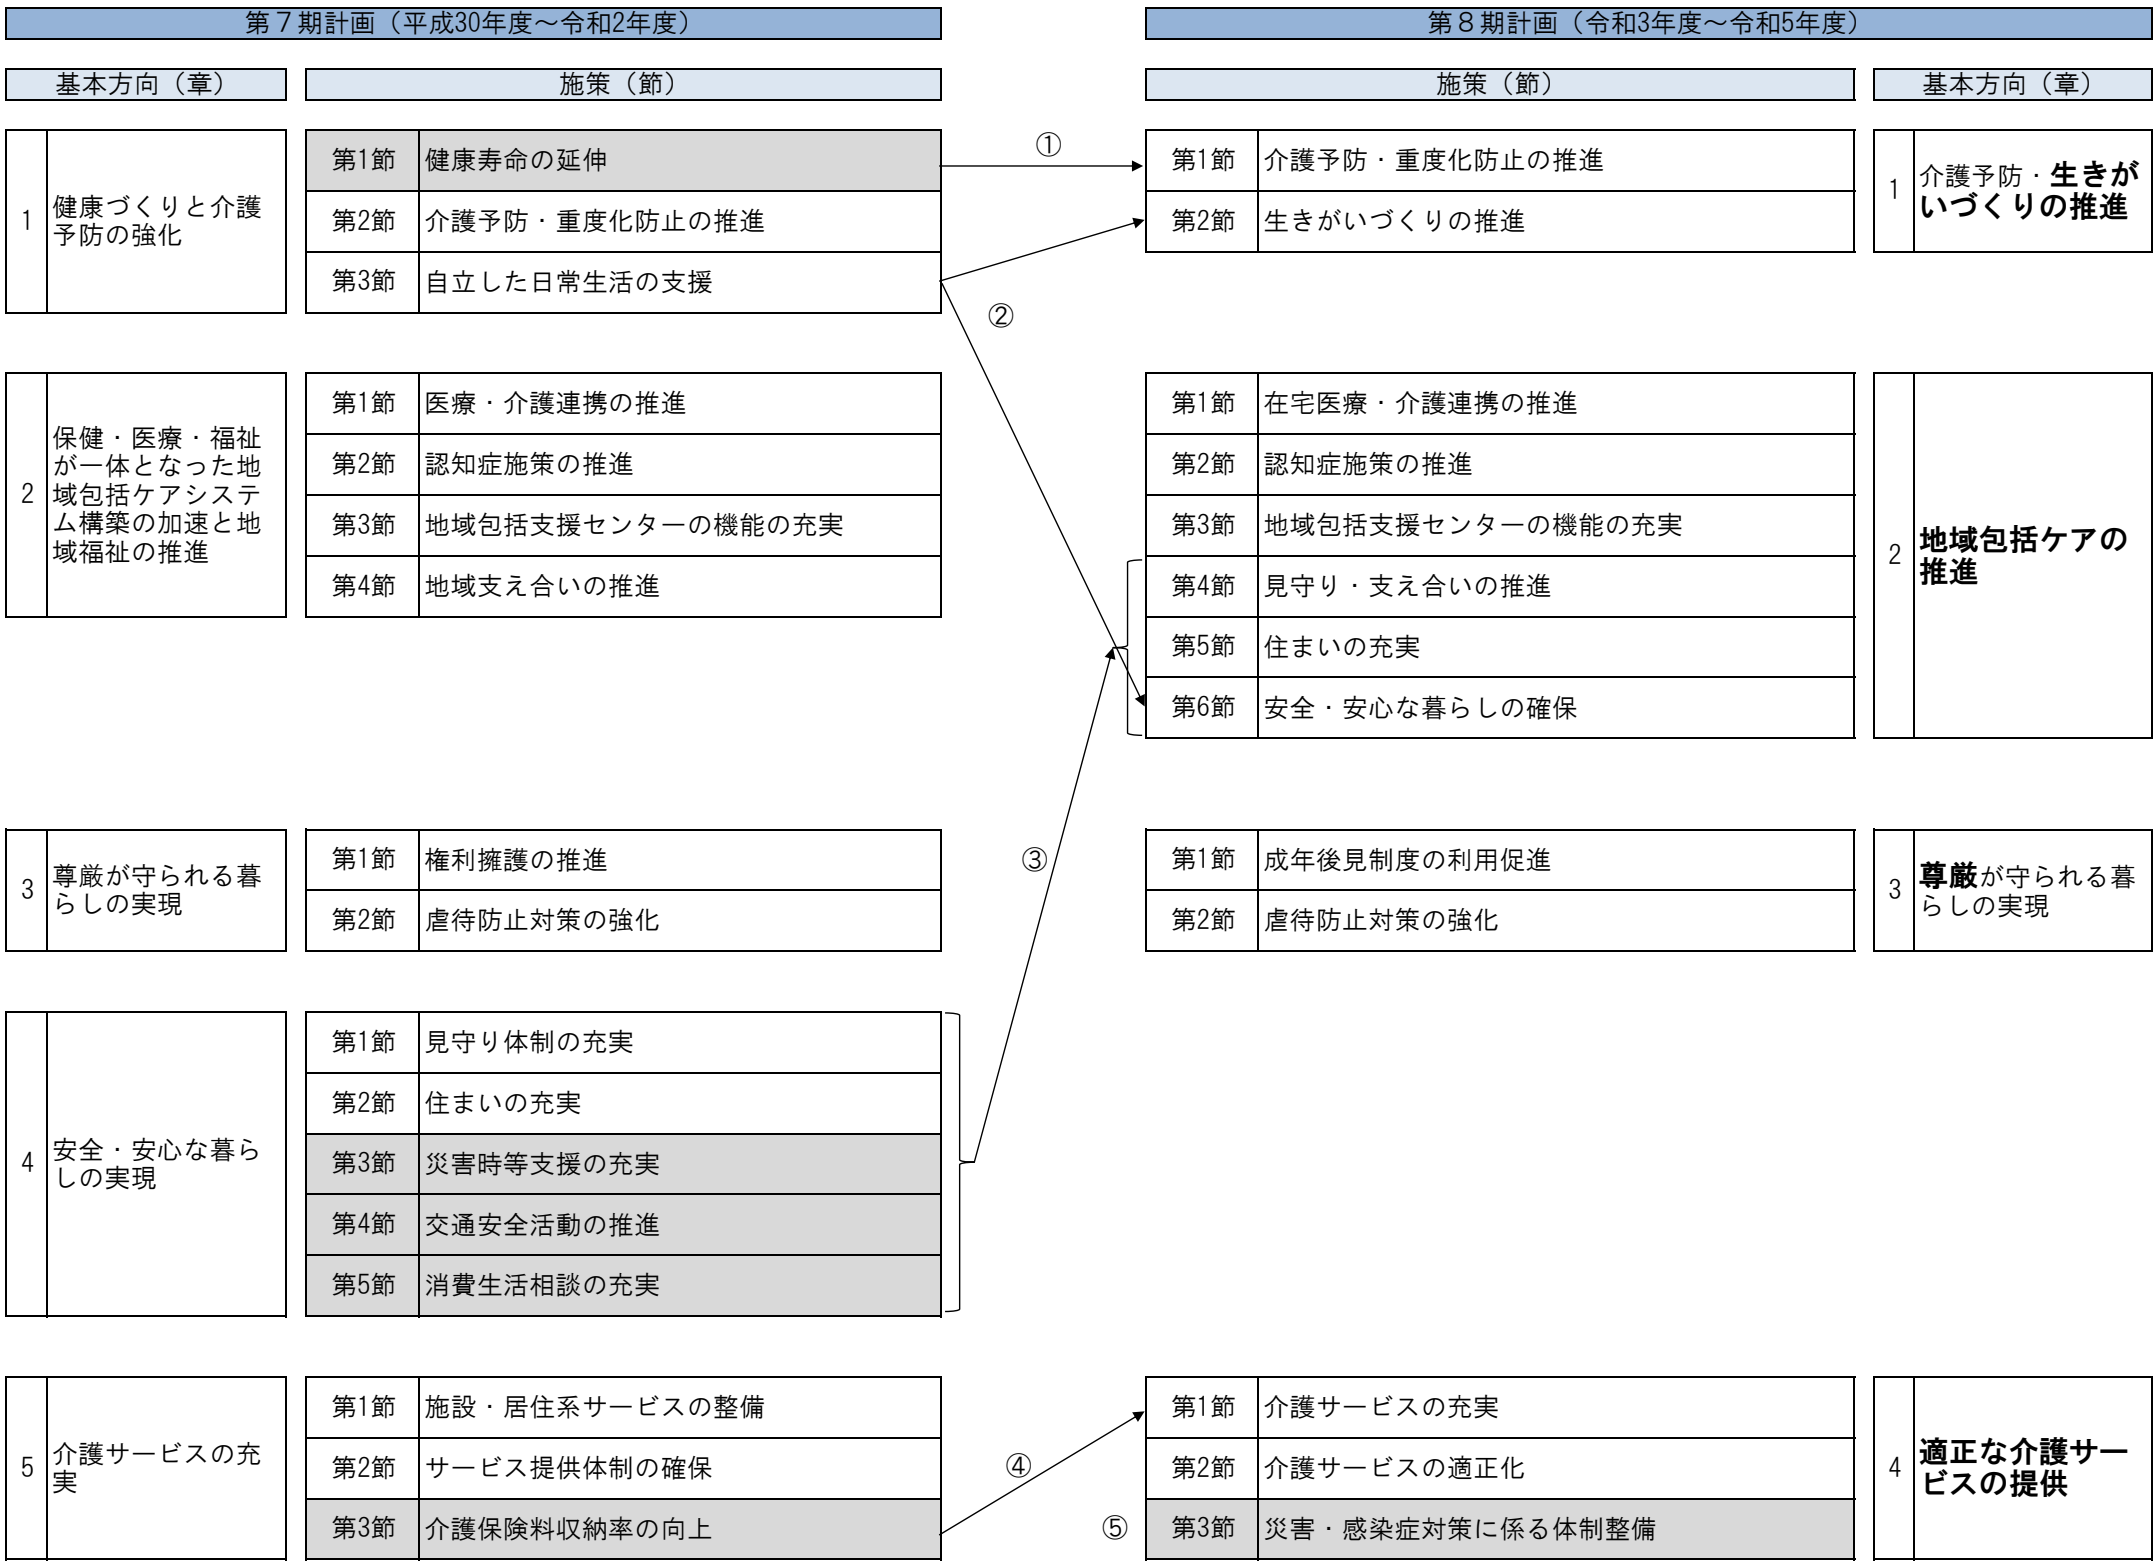 第７期計画（平成30年度～令和2年度）
第８期計画（令和3年度～令和5年度）
基本方向（章）
施策（節）
施策（節）
基本方向（章）
1
健康づくりと介護
予防の強化
第1節
健康寿命の延伸
第2節
介護予防・重度化防止の推進
第3節
自立した日常生活の支援
①
②
第1節
介護予防・重度化防止の推進
第2節
生きがいづくりの推進
1
介護予防・生きが
いづくりの推進
2
保健・医療・福祉
が一体となった地
域包括ケアシステ
ム構築の加速と地
域福祉の推進
第1節
医療・介護連携の推進
第2節
認知症施策の推進
第3節
地域包括支援センターの機能の充実
第4節
地域支え合いの推進
第1節
在宅医療・介護連携の推進
第2節
認知症施策の推進
第3節
地域包括支援センターの機能の充実
第4節
見守り・支え合いの推進
第5節
住まいの充実
第6節
安全・安心な暮らしの確保
2
地域包括ケアの
推進
3
尊厳が守られる暮
らしの実現
第1節
権利擁護の推進
第2節
虐待防止対策の強化
③
第1節
成年後見制度の利用促進
第2節
虐待防止対策の強化
3
尊厳が守られる暮
らしの実現
4
安全・安心な暮ら
しの実現
第1節
見守り体制の充実
第2節
住まいの充実
第3節
災害時等支援の充実
第4節
交通安全活動の推進
第5節
消費生活相談の充実
5
介護サービスの充
実
第1節
施設・居住系サービスの整備
第2節
サービス提供体制の確保
第3節
介護保険料収納率の向上
④
⑤
第1節
介護サービスの充実
第2節
介護サービスの適正化
第3節
災害・感染症対策に係る体制整備
4
適正な介護サー
ビスの提供